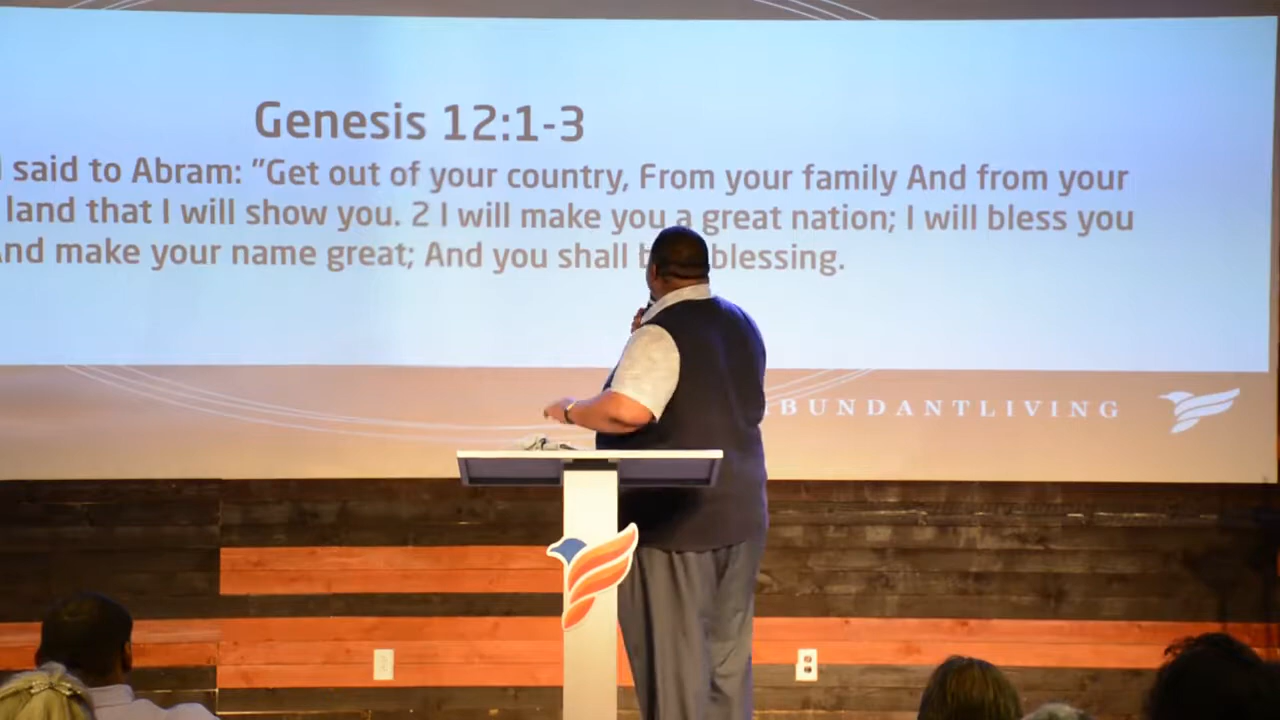 Genesis 12:1-3
said to Abram: "Get out of your country, From your family And from your
land that I will show you. 2 I will make you a great nation; I will bless you
And make your name great; And you shall blessing.
BUNDANTLIVING